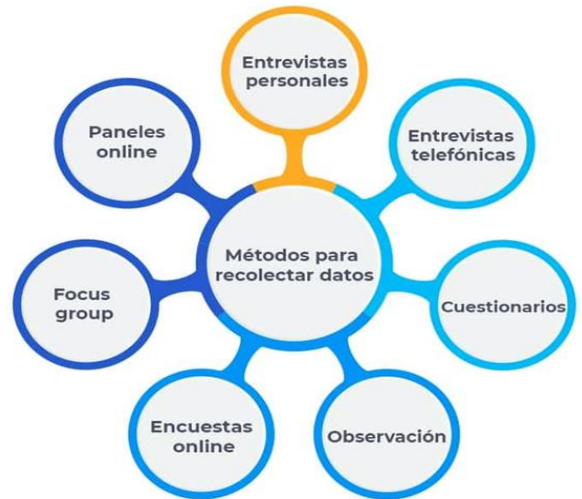 Entrevistas
personales
Paneles
online
Entrevistas
telefónicas
Métodos para
recolectar datos
Focus
group
Cuestionarios
Encuestas
online
Observación